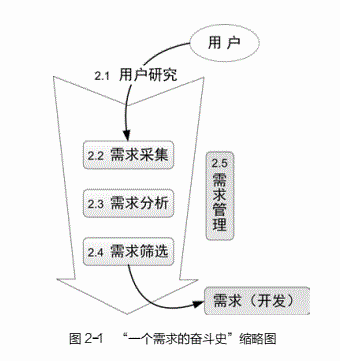 用户
2.1 用户研究
2.2 需求采集
2.3 需求分析
2.4 需求筛选
2.5
需求管理
需求（开发）
图 2-1 “一个需求的奋斗史”缩略图